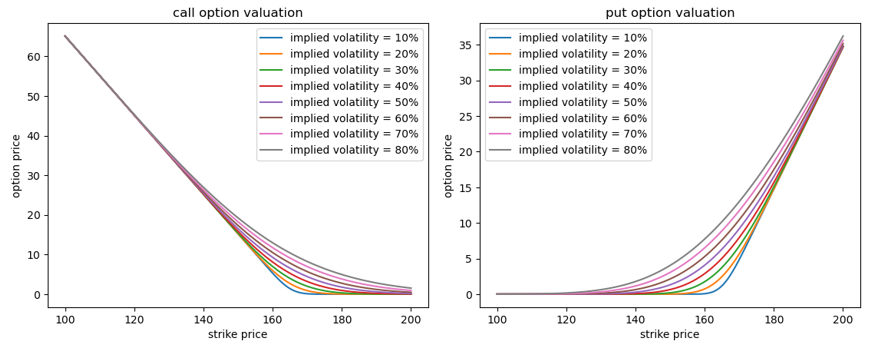 call option valuation
option price
60
50
40
30
20
10
0
implied volatility = 10%
implied volatility = 20%
implied volatility = 30%
implied volatility = 40%
implied volatility = 50%
implied volatility = 60%
implied volatility = 70%
implied volatility = 80%
100 120 140 160 180 200
strike price
put option valuation
option price
35
30
25
20
15
10
5
0
implied volatility = 10%
implied volatility = 20%
implied volatility = 30%
implied volatility = 40%
implied volatility = 50%
implied volatility = 60%
implied volatility = 70%
implied volatility = 80%
100 120 140 160 180 200
strike price